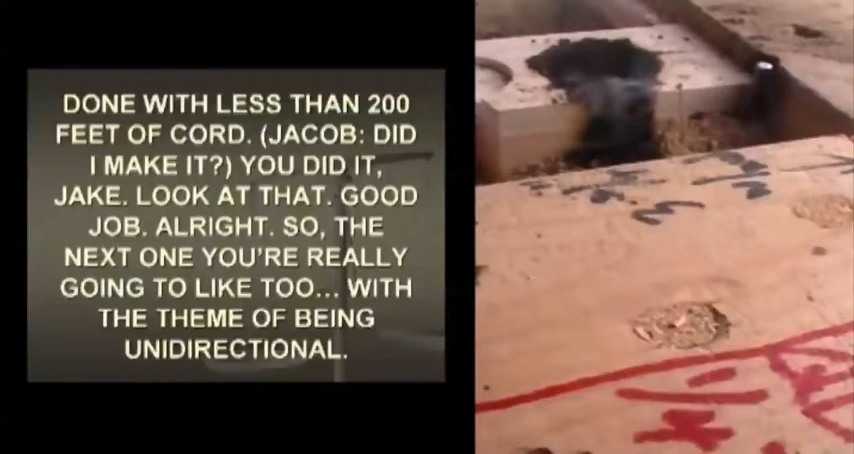 DONE WITH LESS THAN 200
FEET OF CORD. (JACOB: DID
I MAKE IT?) YOU DID IT,
JAKE. LOOK AT THAT. GOOD
JOB. ALRIGHT. SO, THE
NEXT ONE YOU'RE REALLY
GOING TO LIKE TOO... WITH
THE THEME OF BEING
UNIDIRECTIONAL.